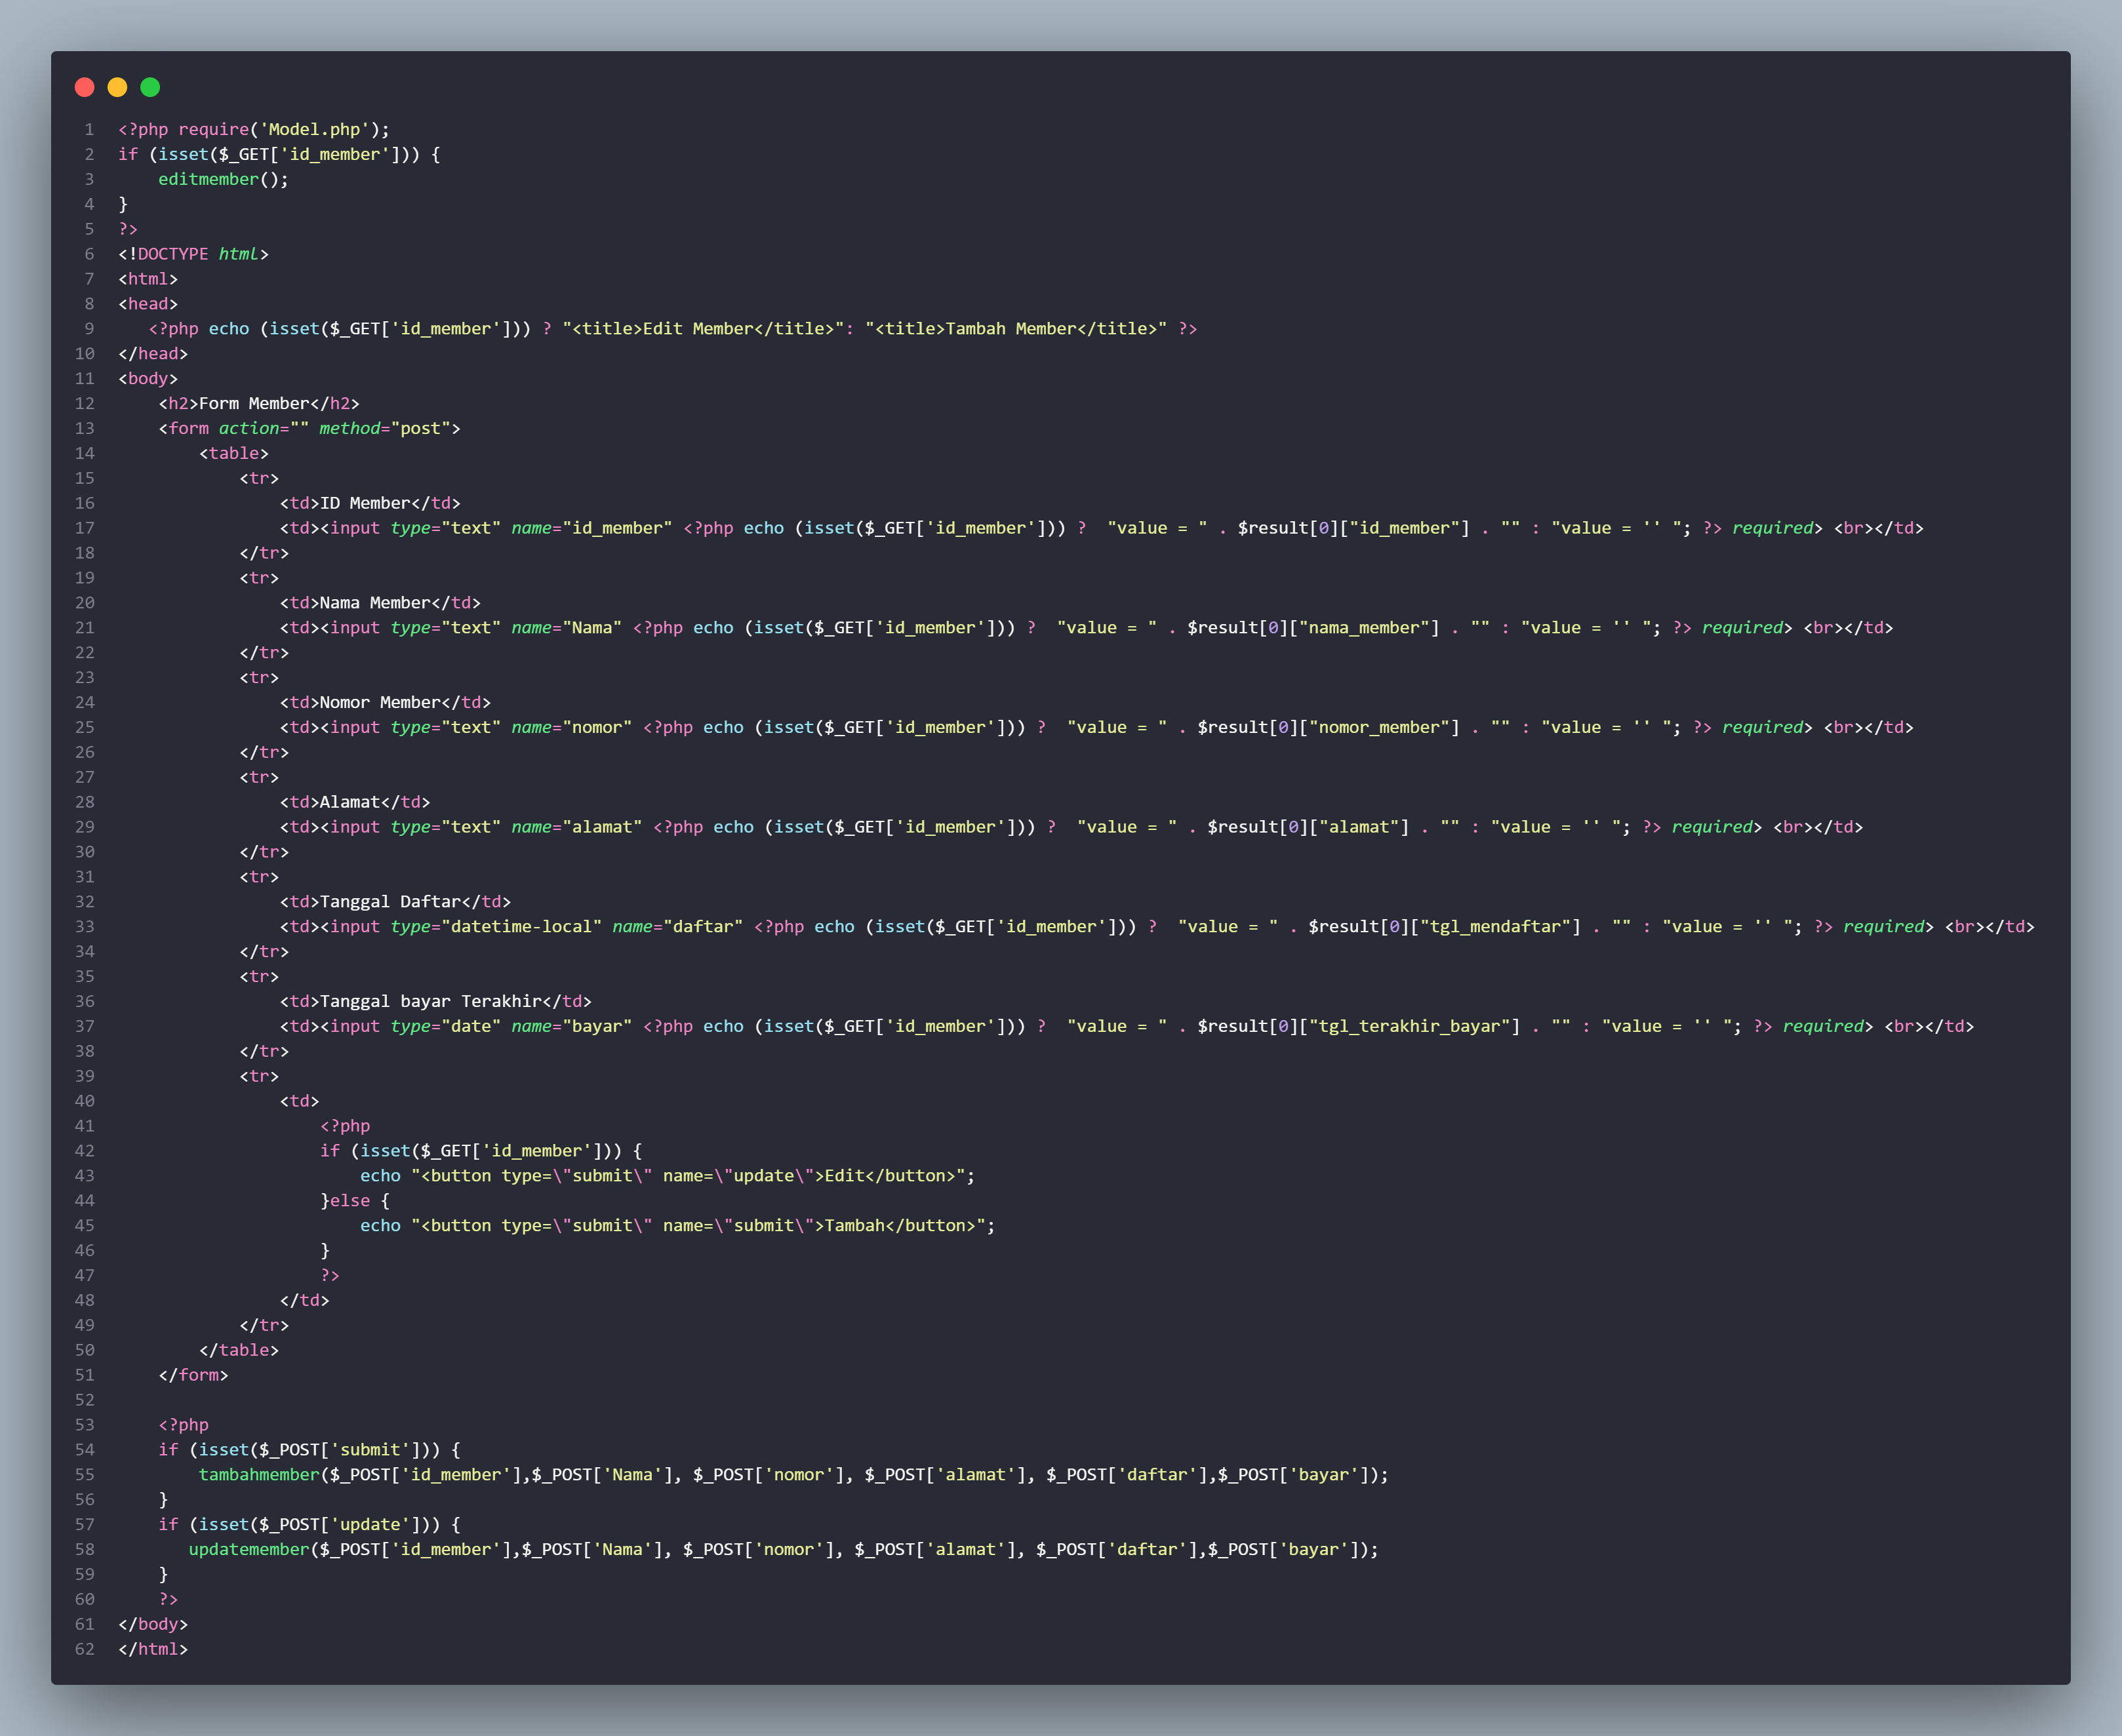 1 <?php require('Model.php');
2 if (isset($_GET['id_member'])) {
3     editmember();
4 }
5 ?>
6 <!DOCTYPE html>
7 <html>
8 <head>
9    <?php echo (isset($_GET['id_member'])) ? "<title>Edit Member</title>": "<title>Tambah Member</title>" ?>
10 </head>
11 <body>
12     <h2>Form Member</h2>
13     <form action="" method="post">
14         <table>
15             <tr>
16                 <td>ID Member</td>
17                 <td><input type="text" name="id_member" <?php echo (isset($_GET['id_member'])) ?  "value = " . $result[0]["id_member"] . "" : "value = '' "; ?> required> <br></td>
18             </tr>
19             <tr>
20                 <td>Nama Member</td>
21                 <td><input type="text" name="Nama" <?php echo (isset($_GET['id_member'])) ?  "value = " . $result[0]["nama_member"] . "" : "value = '' "; ?> required> <br></td>
22             </tr>
23             <tr>
24                 <td>Nomor Member</td>
25                 <td><input type="text" name="nomor" <?php echo (isset($_GET['id_member'])) ?  "value = " . $result[0]["nomor_member"] . "" : "value = '' "; ?> required> <br></td>
26             </tr>
27             <tr>
28                 <td>Alamat</td>
29                 <td><input type="text" name="alamat" <?php echo (isset($_GET['id_member'])) ?  "value = " . $result[0]["alamat"] . "" : "value = '' "; ?> required> <br></td>
30             </tr>
31             <tr>
32                 <td>Tanggal Daftar</td>
33                 <td><input type="datetime-local" name="daftar" <?php echo (isset($_GET['id_member'])) ?  "value = " . $result[0]["tgl_mendaftar"] . "" : "value = '' "; ?> required> <br></td>
34             </tr>
35             <tr>
36                 <td>Tanggal bayar Terakhir</td>
37                 <td><input type="date" name="bayar" <?php echo (isset($_GET['id_member'])) ?  "value = " . $result[0]["tgl_terakhir_bayar"] . "" : "value = '' "; ?> required> <br></td>
38             </tr>
39             <tr>
40                 <td>
41                     <?php
42                     if (isset($_GET['id_member'])) {
43                         echo "<button type=\"submit\" name=\"update\">Edit</button>";
44                     }else {
45                         echo "<button type=\"submit\" name=\"submit\">Tambah</button>";
46                     }
47                     ?>
48                 </td>
49             </tr>
50         </table>
51     </form>
52
53     <?php
54     if (isset($_POST['submit'])) {
55         tambahmember($_POST['id_member'],$_POST['Nama'], $_POST['nomor'], $_POST['alamat'], $_POST['daftar'],$_POST['bayar']);
56     }
57     if (isset($_POST['update'])) {
58        updatemember($_POST['id_member'],$_POST['Nama'], $_POST['nomor'], $_POST['alamat'], $_POST['daftar'],$_POST['bayar']);
59     }
60     ?>
61 </body>
62 </html>